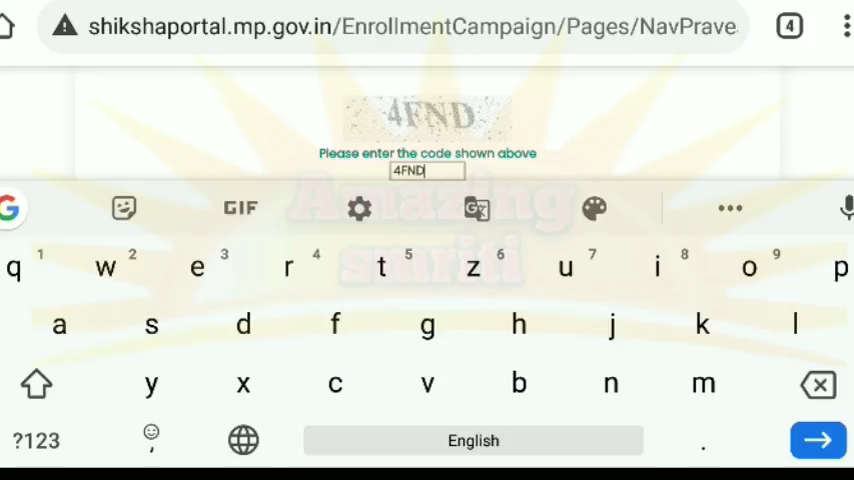 shikshaportal.mp.gov.in/EnrollmentCampaign/Pages/NavPrave
4
4FND
Please enter the code shown above
4FND
G GIF G
Amazing
smriti
q 1 w 2 e 3 r 4 t 5 z 6 u 7 i 8 o 9 p
a s d f g h j k l
y x c v b n m
?123 , English .